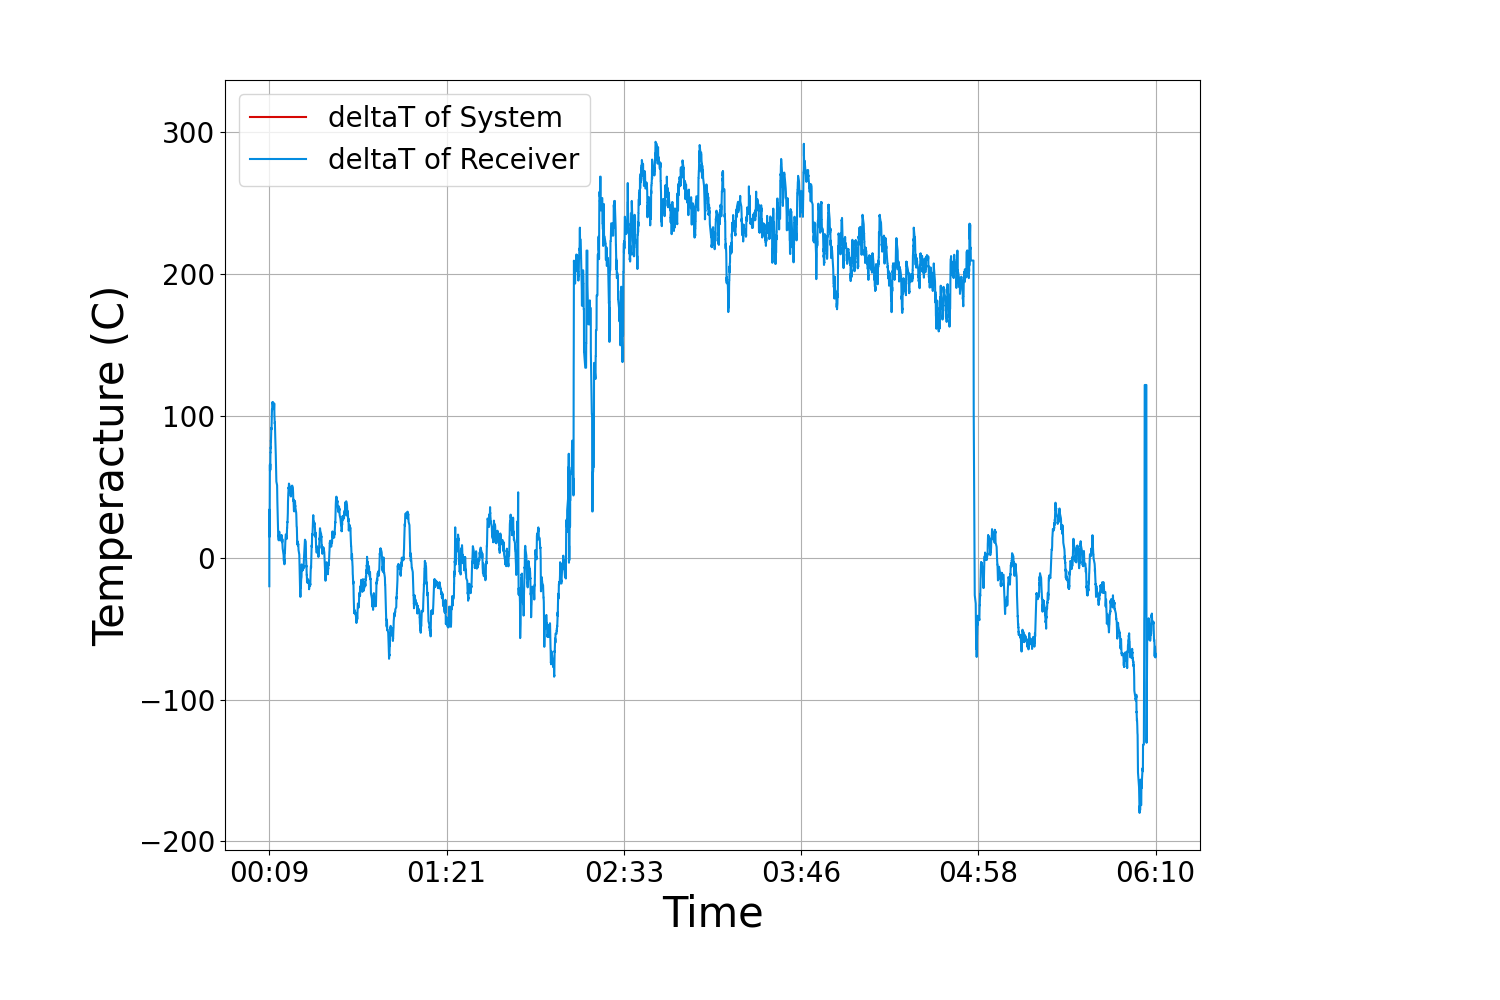 deltaT of System
deltaT of Receiver
300
200
100
0
−100
−200
Temperacture (C)
00:09 01:21 02:33 03:46 04:58 06:10
Time